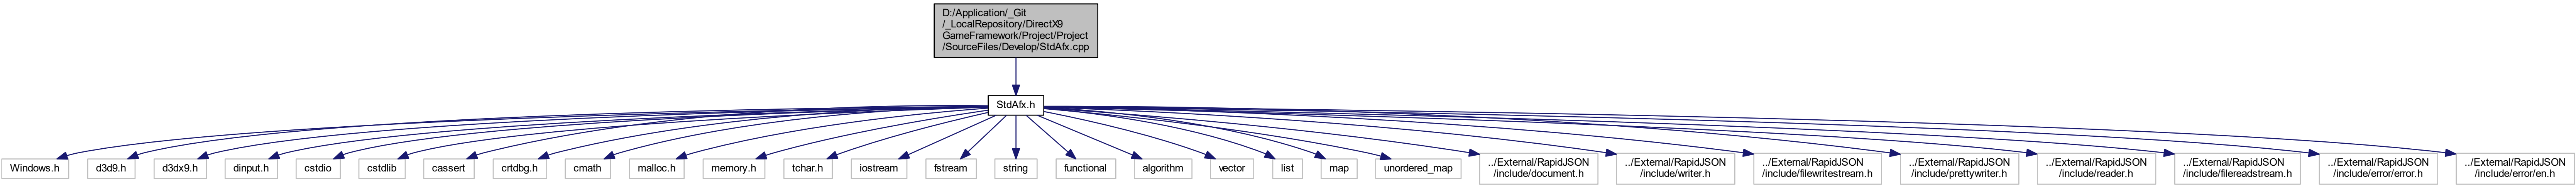 D:/Application/_Git
/_LocalRepository/DirectX9
GameFramework/Project/Project
/SourceFiles/Develop/StdAfx.cpp
StdAfx.h
Windows.h
d3d9.h
d3dx9.h
dinput.h
cstdio
cstdlib
cassert
crtdbg.h
cmath
malloc.h
memory.h
tchar.h
iostream
fstream
string
functional
algorithm
vector
list
map
unordered_map
../External/RapidJSON
/include/document.h
../External/RapidJSON
/include/writer.h
../External/RapidJSON
/include/filewritestream.h
../External/RapidJSON
/include/prettywriter.h
../External/RapidJSON
/include/reader.h
../External/RapidJSON
/include/filereadstream.h
../External/RapidJSON
/include/error/error.h
../External/RapidJSON
/include/error/en.h